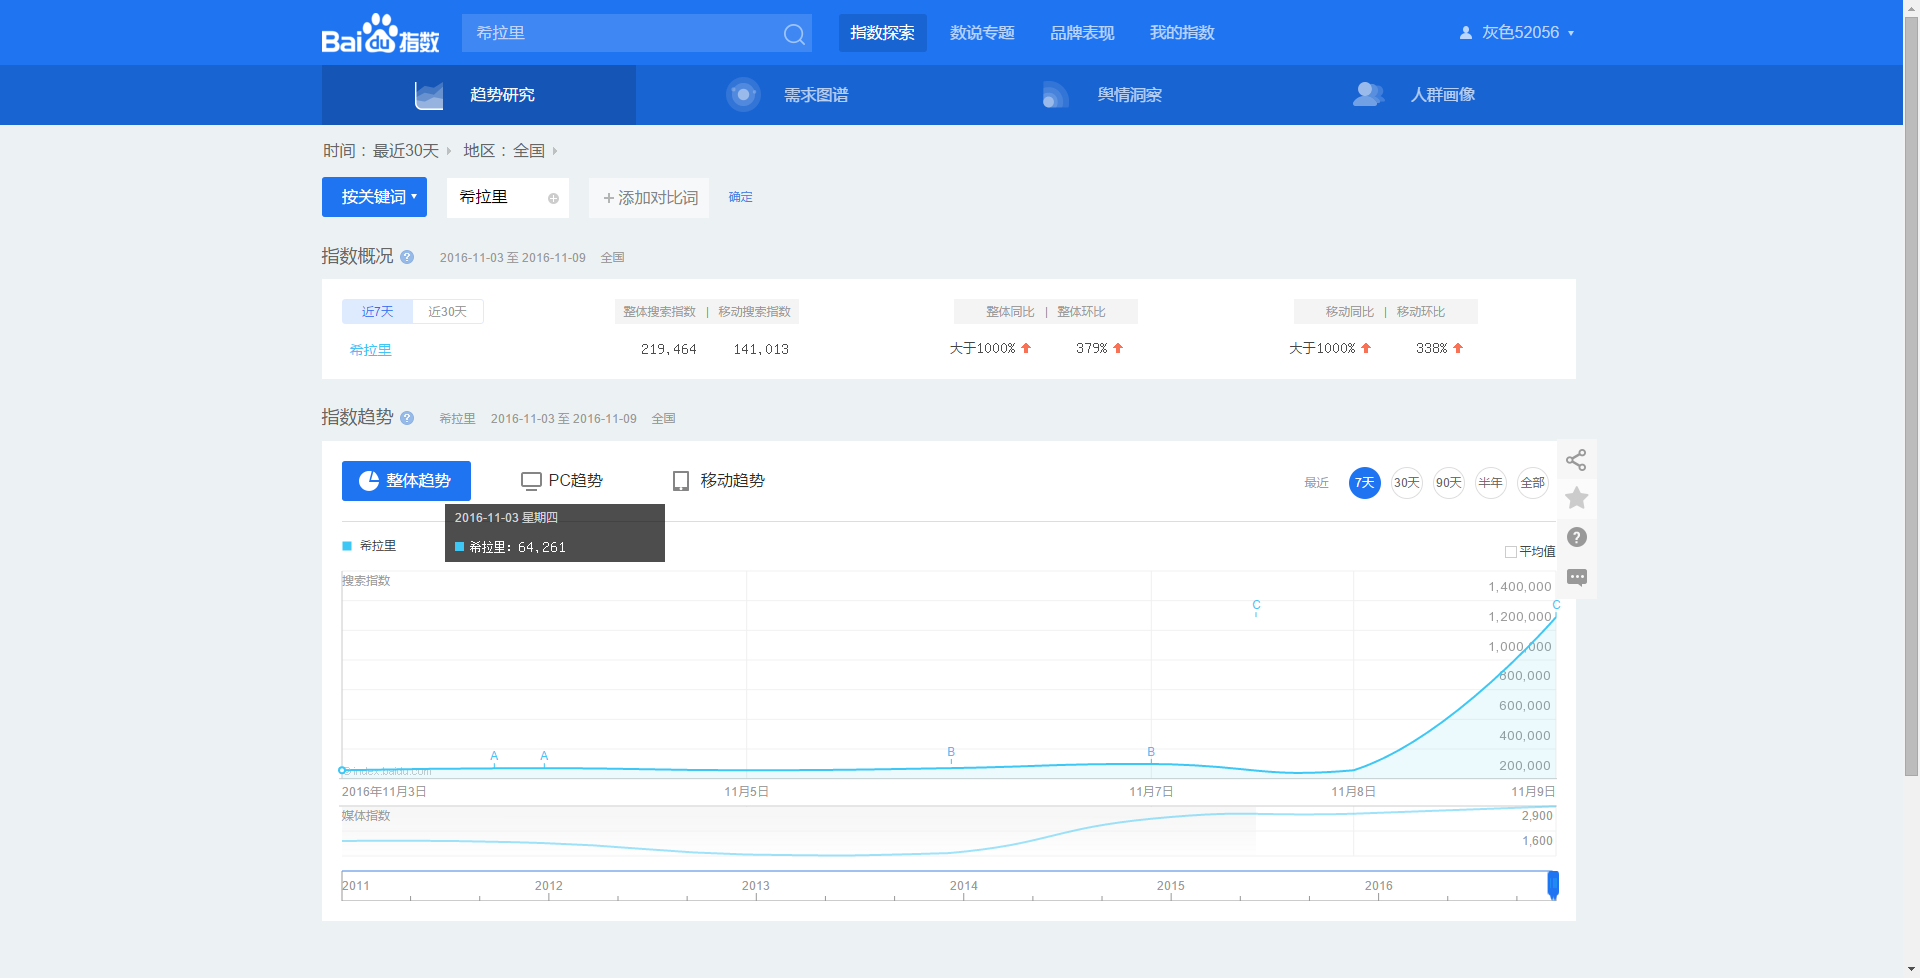 Baidu指数 希拉里 指数探索 数说专题 品牌表现 我的指数 灰色52056
趋势研究 需求图谱 舆情洞察 人群画像
时间： 最近30天 地区： 全国
按关键词 希拉里 +添加对比词 确定
指数概况 ? 2016-11-03 至 2016-11-09 全国
近7天 近30天 整体搜索指数 | 移动搜索指数 整体同比 | 整体环比 移动同比 | 移动环比
希拉里 219,464 141,013 大于1000% 379% 大于1000% 338%
指数趋势 ? 希拉里 2016-11-03 至 2016-11-09 全国
整体趋势 PC趋势 移动趋势 最近 7天 30天 90天 半年 全部
2016-11-03 星期四
希拉里 希拉里：64,261 ?
平均值
搜索指数 1,400,000
C C
1,200,000
1,000,000
800,000
600,000
400,000
A A B B
200,000
©index.baidu.com
2016年11月3日 11月5日 11月7日 11月8日 11月9日
媒体指数 2,900
1,600
2011 2012 2013 2014 2015 2016